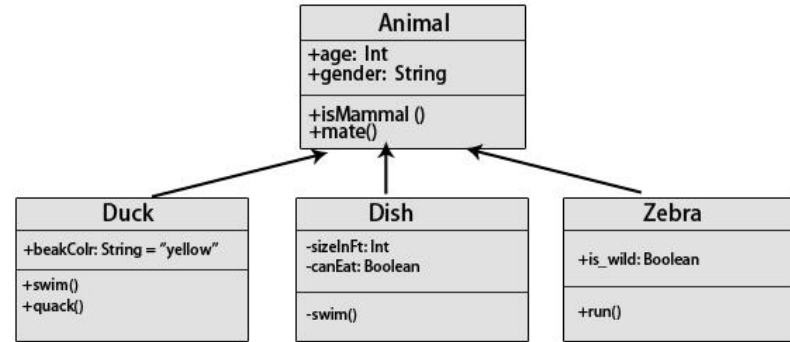 Animal
+age: Int
+gender: String
+isMammal ()
+mate()
Duck
+beakColr: String = "yellow"
+swim()
+quack()
Dish
-sizeInFt: Int
-canEat: Boolean
-swim()
Zebra
+is_wild: Boolean
+run()